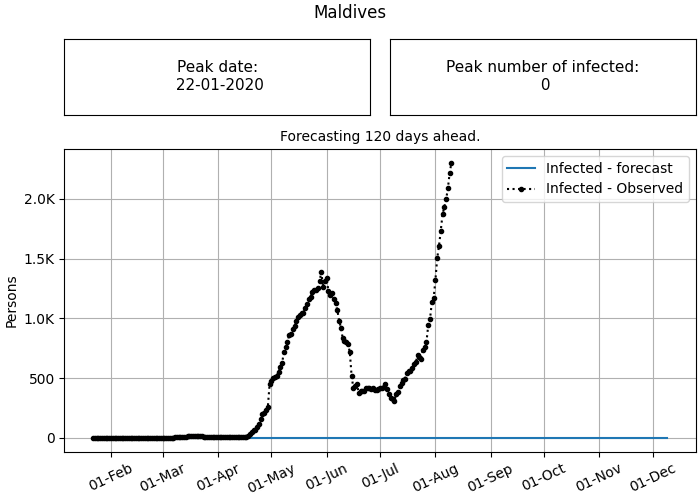 Maldives
Peak date:
22-01-2020
Peak number of infected:
0
Forecasting 120 days ahead.
Infected - forecast
Infected - Observed
Persons
2.0K
1.5K
1.0K
500
0
01-Feb
01-Mar
01-Apr
01-May
01-Jun
01-Jul
01-Aug
01-Sep
01-Oct
01-Nov
01-Dec